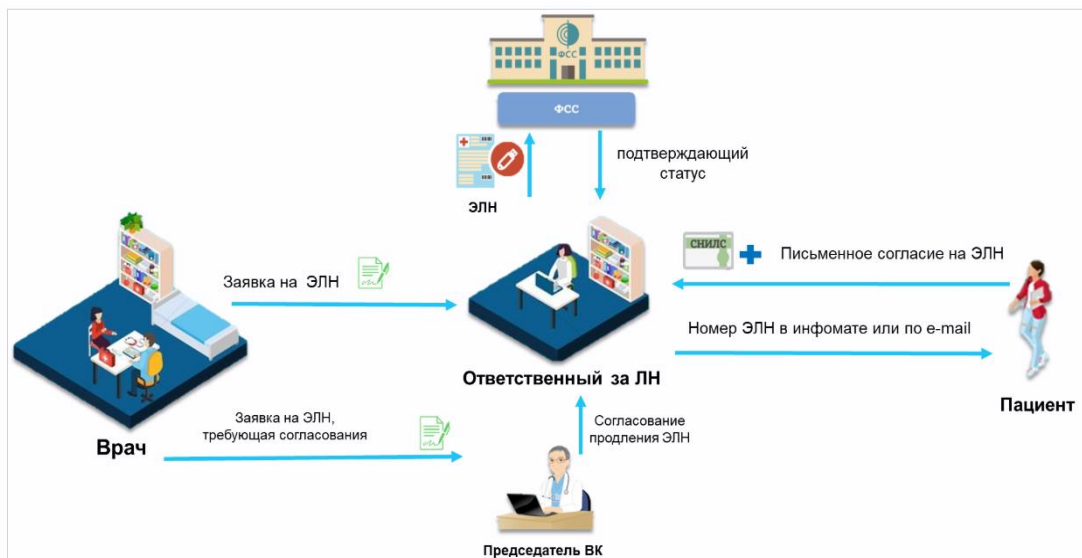 ФСС
ФСС
подтверждающий
статус
ЭЛН
СНИЛС
Письменное согласие на ЭЛН
Заявка на ЭЛН
Номер ЭЛН в инфомате или по e-mail
Ответственный за ЛН
Пациент
Врач
Заявка на ЭЛН,
требующая согласования
Согласование
продления ЭЛН
Председатель ВК